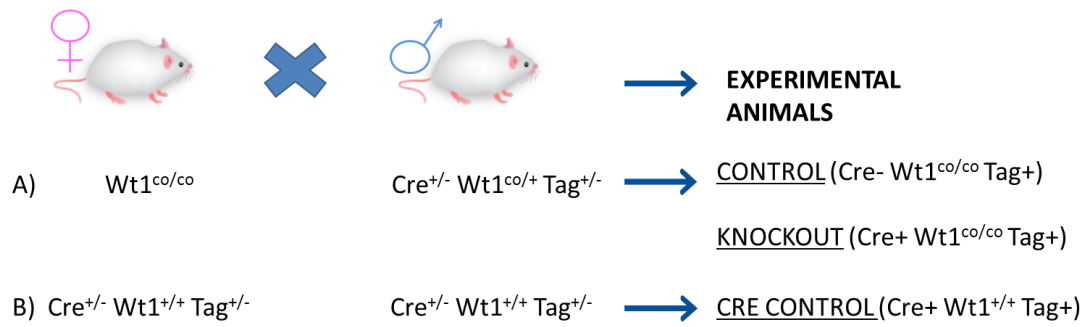 EXPERIMENTAL
ANIMALS
A) Wt1co/co Cre+/- Wt1co/+ Tag+/- CONTROL (Cre- Wt1co/co Tag+)
KNOCKOUT (Cre+ Wt1co/co Tag+)
B) Cre+/- Wt1+/+ Tag+/- Cre+/- Wt1+/+ Tag+/- CRE CONTROL (Cre+ Wt1+/+ Tag+)